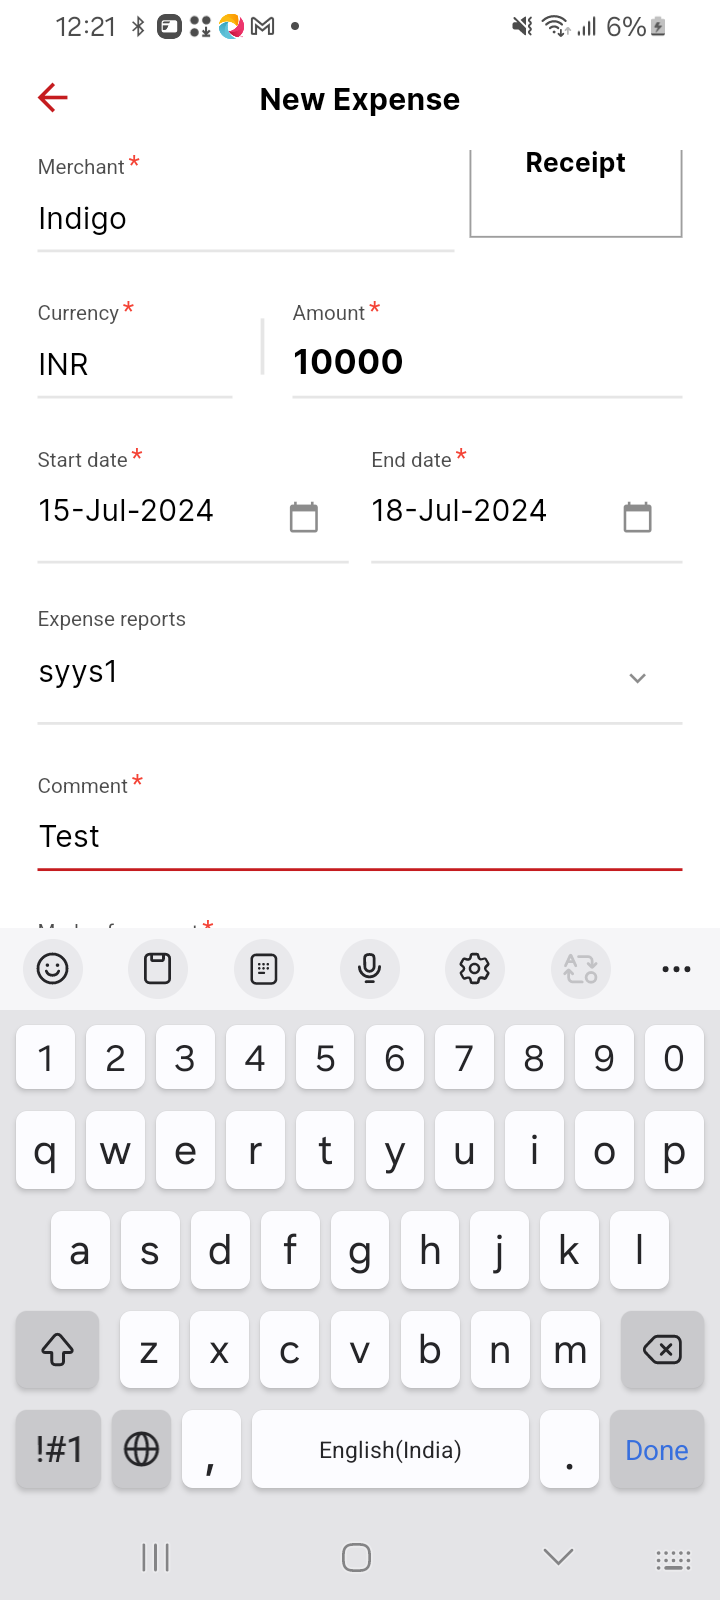 12:21 6%
New Expense
Merchant *
Receipt
Indigo
Currency * Amount *
INR 10000
Start date * End date *
15-Jul-2024 18-Jul-2024
Expense reports
syys1
Comment *
Test
*
1 2 3 4 5 6 7 8 9 0
q w e r t y u i o p
a s d f g h j k l
z x c v b n m
!#1 , English(India) . Done